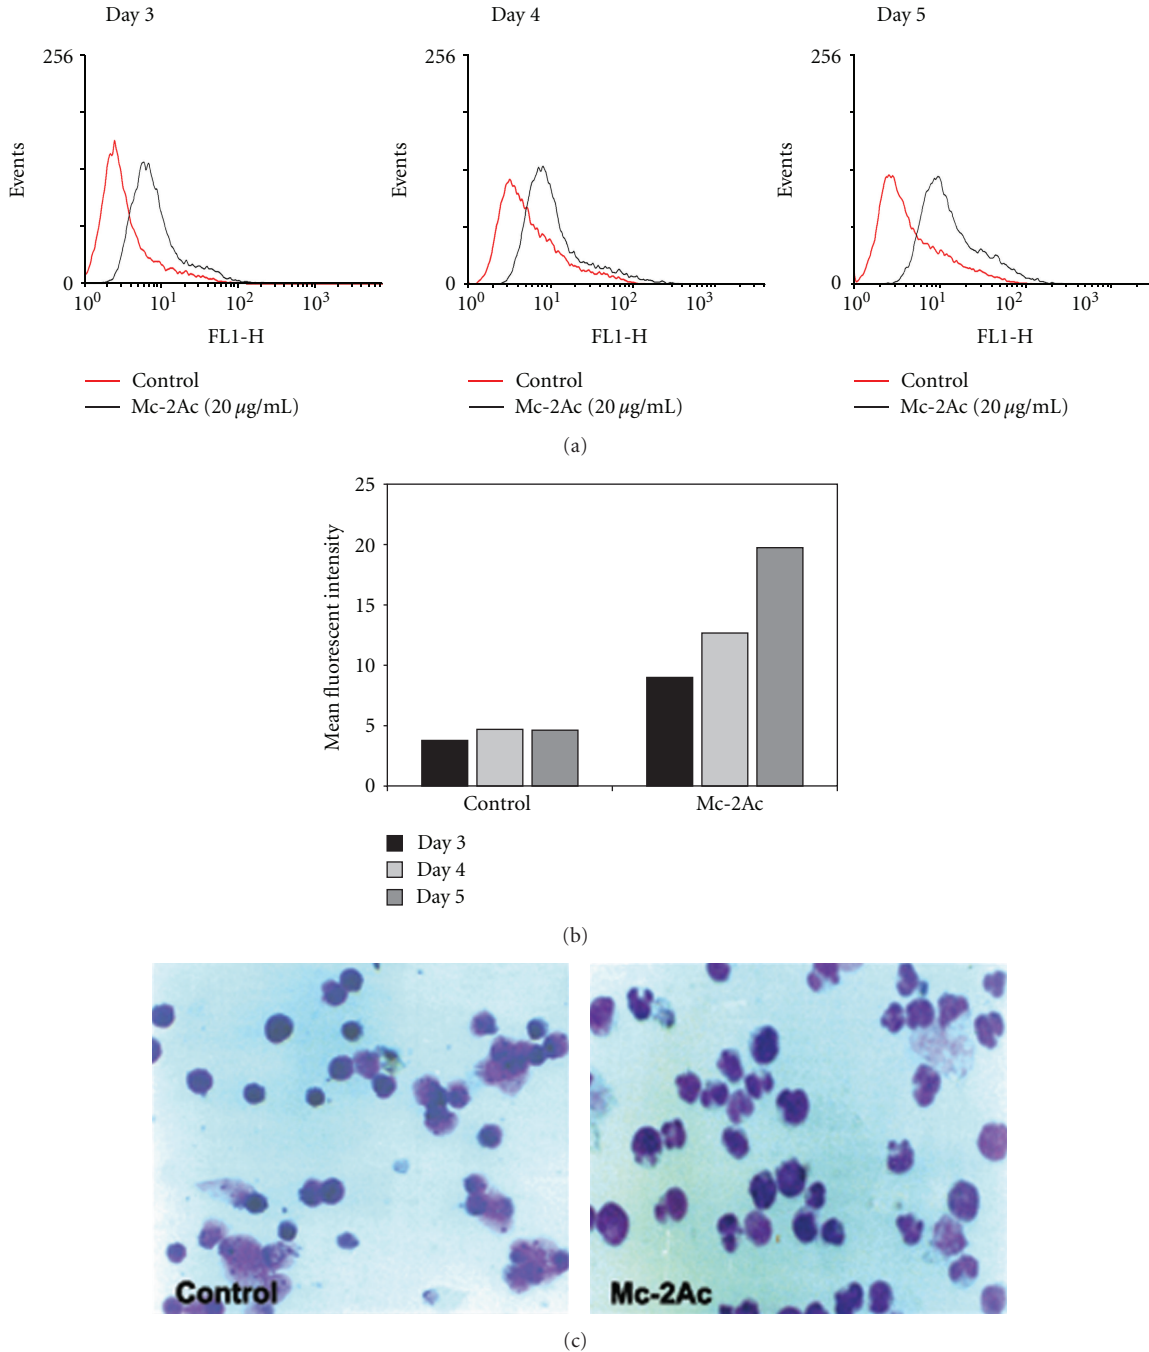 Day 3
Day 4
Day 5
256
256
256
Events
Events
Events
0
0
0
10⁰ 10¹ 10² 10³
10⁰ 10¹ 10² 10³
10⁰ 10¹ 10² 10³
FL1-H
FL1-H
FL1-H
Control
Mc-2Ac (20 µg/mL)
Control
Mc-2Ac (20 µg/mL)
Control
Mc-2Ac (20 µg/mL)
(a)
25
20
15
10
5
0
Mean fluorescent intensity
Control
Mc-2Ac
Day 3
Day 4
Day 5
(b)
Control
Mc-2Ac
(c)